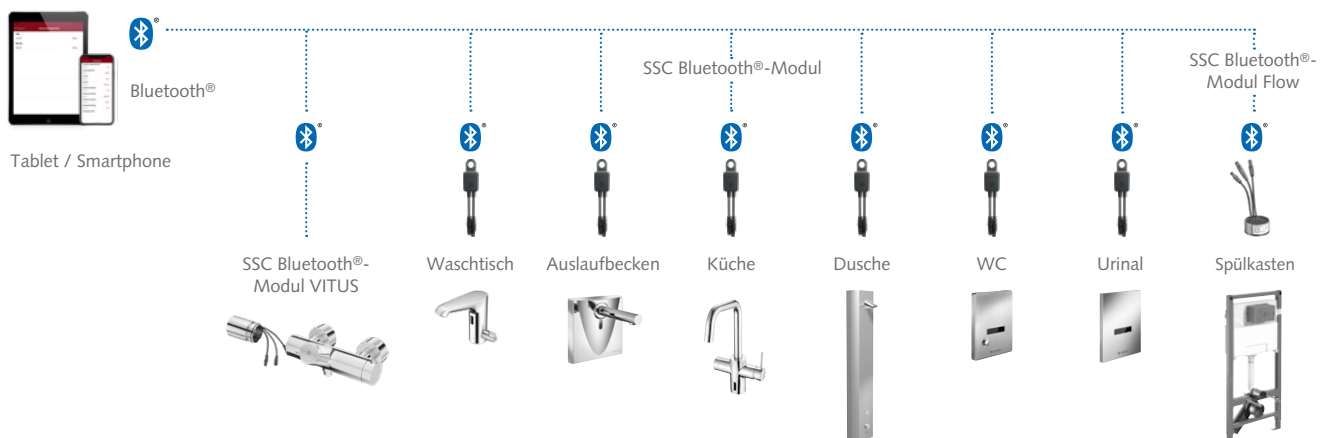 Bluetooth®
SSC Bluetooth®-Modul
SSC Bluetooth®-
Modul Flow
Tablet / Smartphone
SSC Bluetooth®-
Modul VITUS
Waschtisch
Auslaufbecken
Küche
Dusche
WC
Urinal
Spülkasten